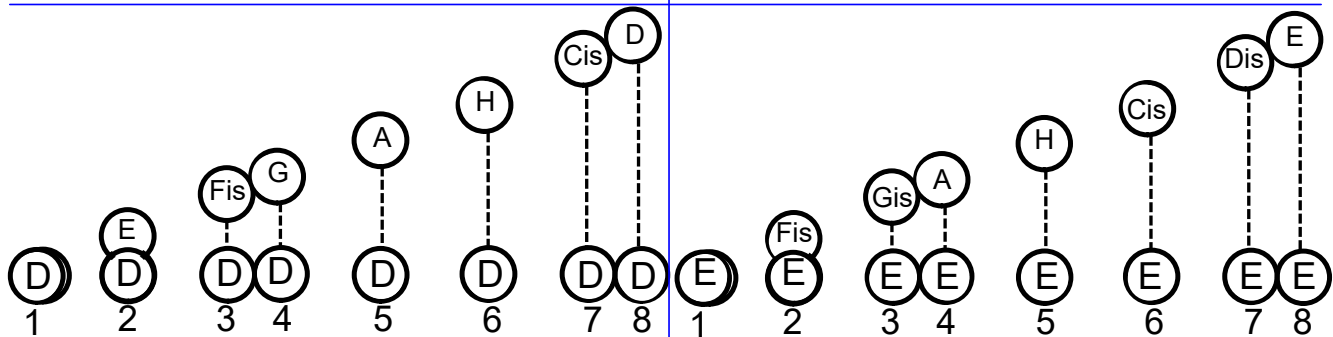 D
Cis
H
A
G
Fis
E
D D D D D D D D
1 2 3 4 5 6 7 8
E
Dis
Cis
H
A
Gis
Fis
E E E E E E E E
1 2 3 4 5 6 7 8